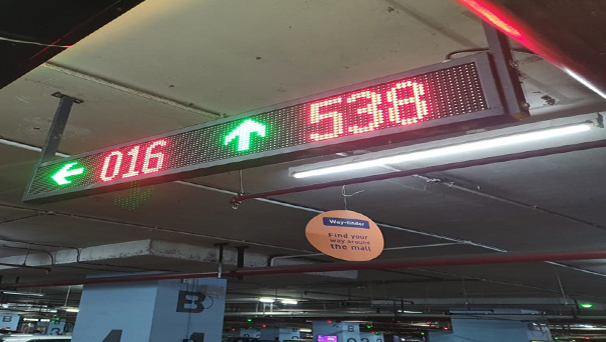 ← 016 ↑ 538
Way-finder
Find your
way around
the mall
B
A